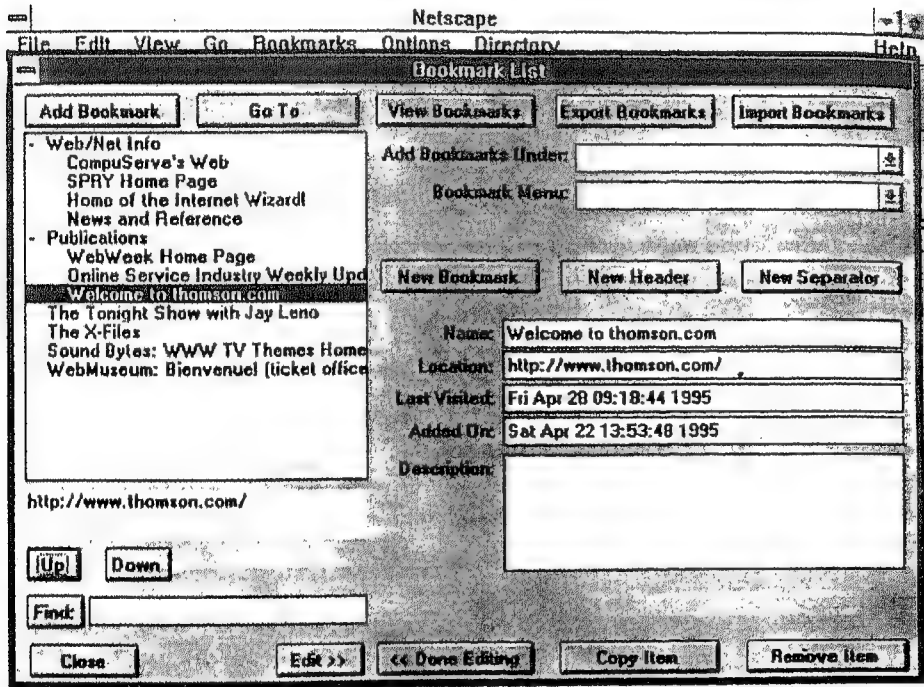 Netscape
File Edit View Go Bookmarks Options Directory Help
Bookmark List
Add Bookmark Go To View Bookmarks Export Bookmarks Import Bookmarks
- Web/Net Info
CompuServe's Web
SPRY Home Page
Home of the Internet Wizard!
News and Reference
- Publications
WebWeek Home Page
Online Service Industry Weekly Upd
Welcome to thomson.com
The Tonight Show with Jay Leno
The X-Files
Sound Bytes: WWW TV Themes Home
WebMuseum: Bienvenue! (ticket office
http://www.thomson.com/
Up Down
Find:
Close Edit >>
Add Bookmarks Under:
Bookmark Menu:
New Bookmark New Header New Separator
Name: Welcome to thomson.com
Location: http://www.thomson.com/
Last Visited: Fri Apr 28 09:18:44 1995
Added On: Sat Apr 22 13:53:48 1995
Description:
<< Done Editing Copy Item Remove Item